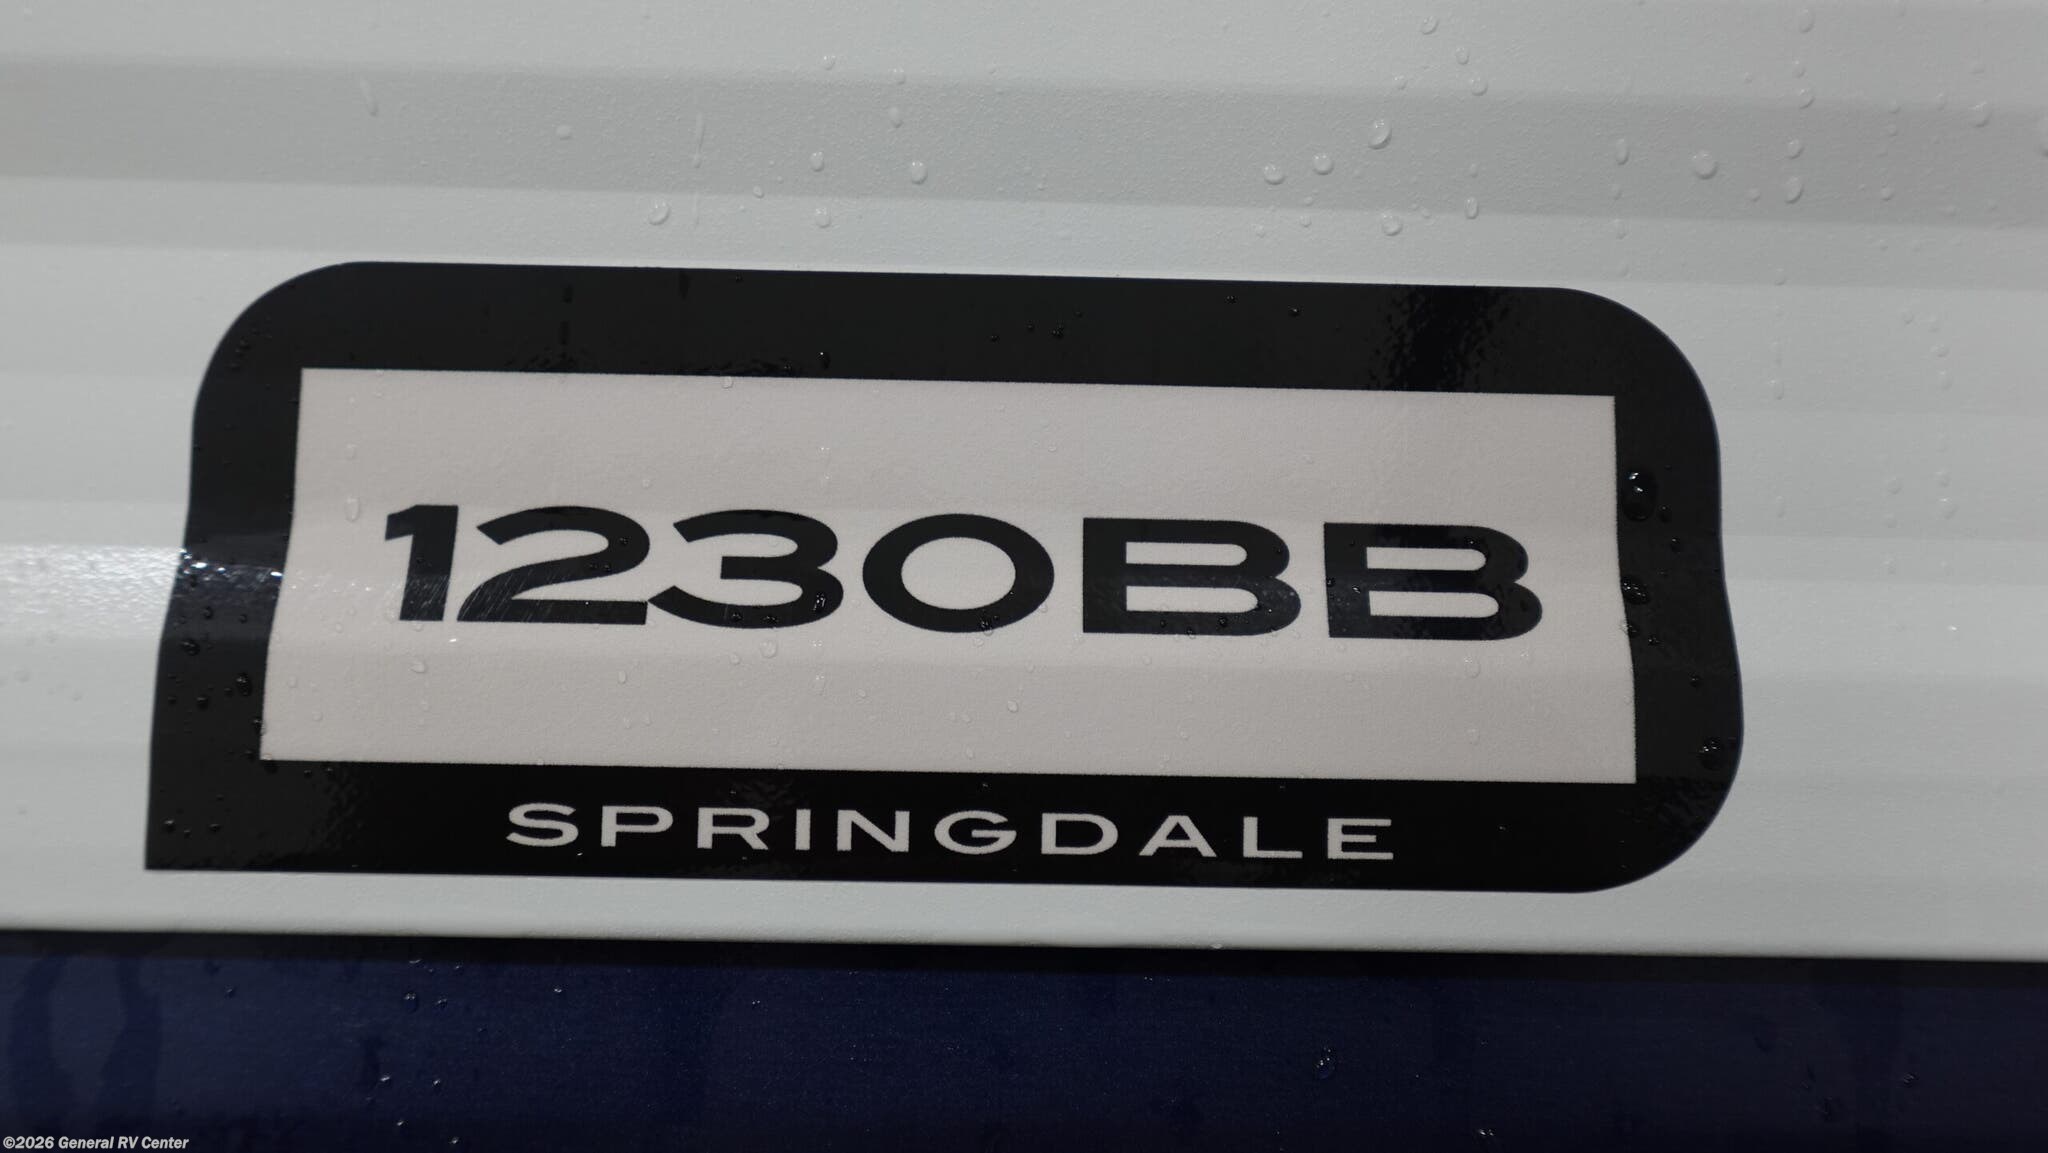 1230BB
SPRINGDALE
©2026 General RV Center